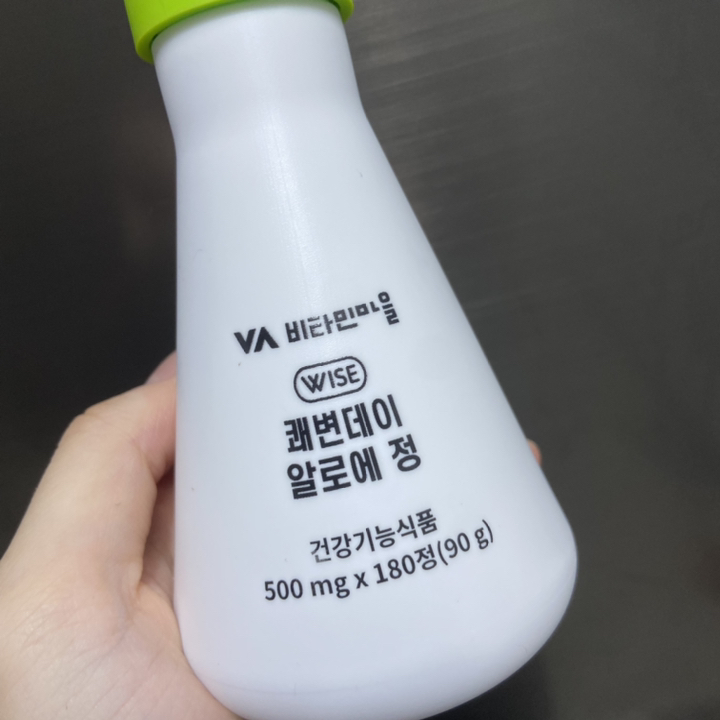 VA 비타민마을
WISE
쾌변데이
알로에 정
건강기능식품
500 mg x 180정(90 g)